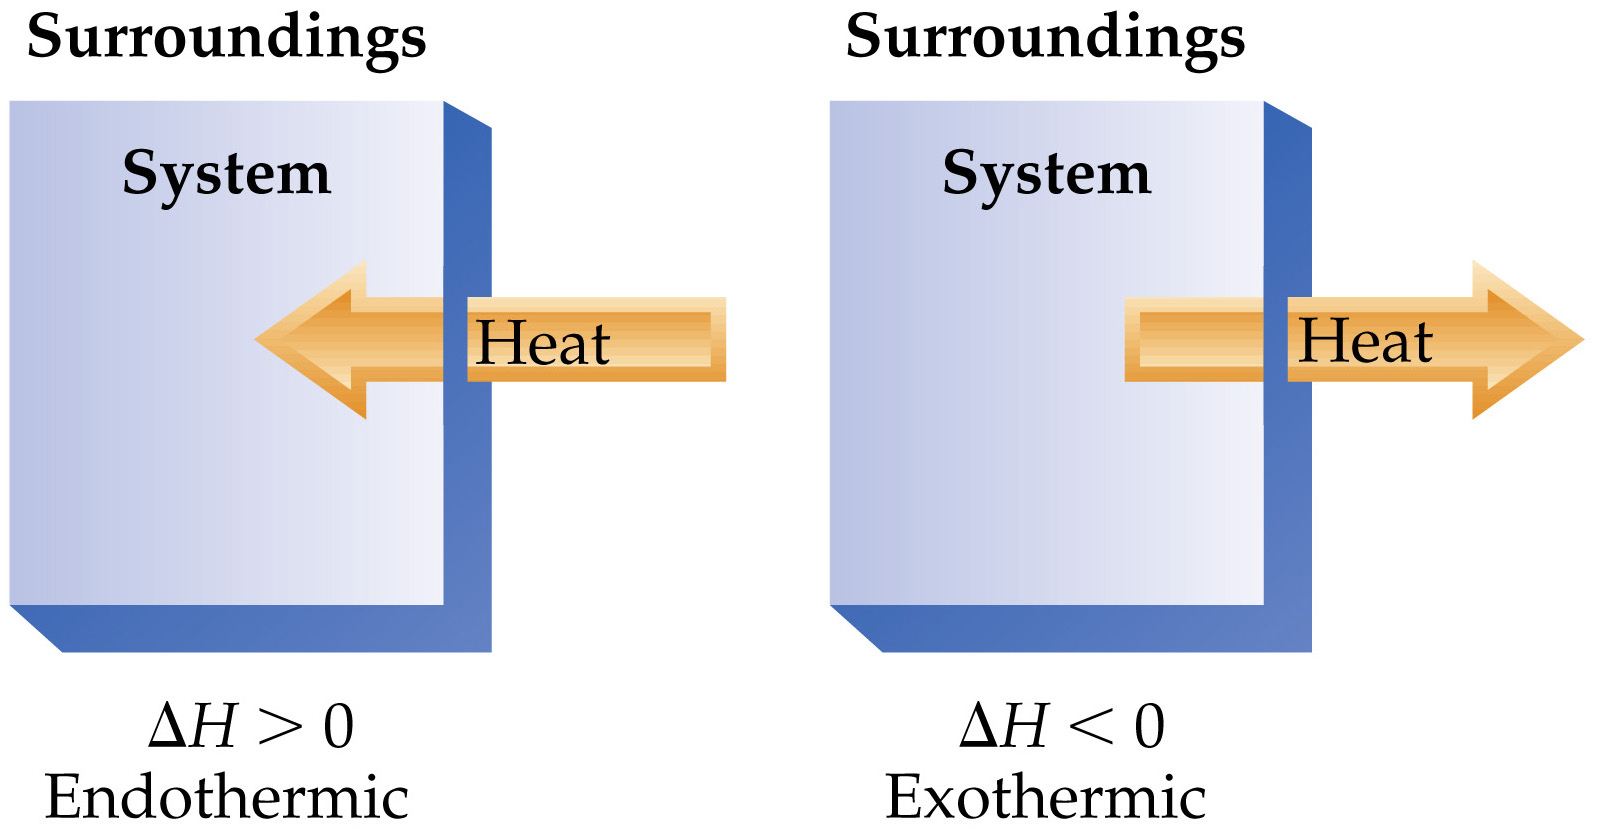 Surroundings
System
Heat
ΔH > 0
Endothermic
Surroundings
System
Heat
ΔH < 0
Exothermic